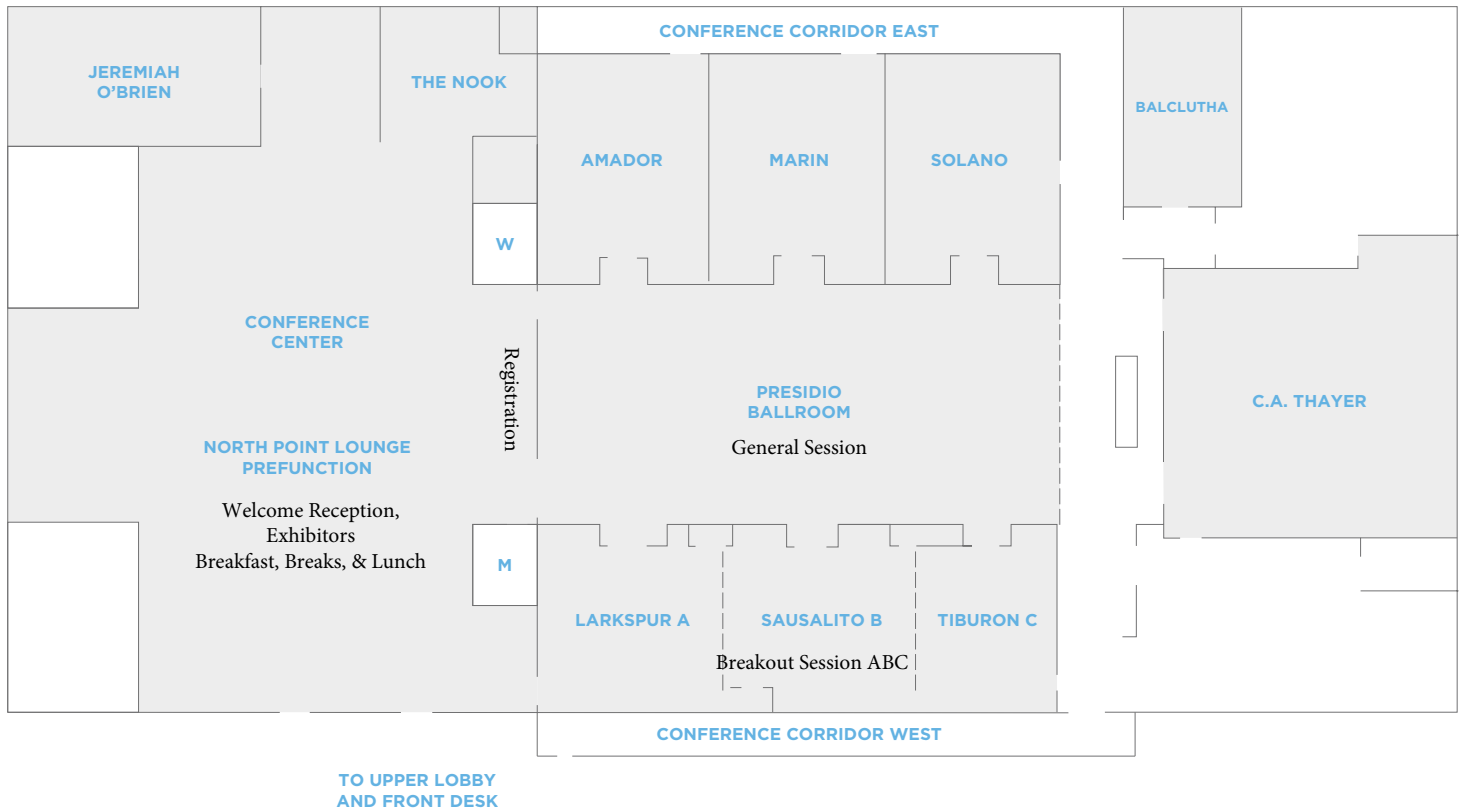 CONFERENCE CORRIDOR EAST
JEREMIAH
O’BRIEN
THE NOOK
BALCLUTHA
AMADOR
MARIN
SOLANO
W
CONFERENCE
CENTER
Registration
PRESIDIO
BALLROOM
General Session
C.A. THAYER
NORTH POINT LOUNGE
PREFUNCTION
Welcome Reception,
Exhibitors
Breakfast, Breaks, & Lunch
M
LARKSPUR A
SAUSALITO B
TIBURON C
Breakout Session ABC
CONFERENCE CORRIDOR WEST
TO UPPER LOBBY
AND FRONT DESK